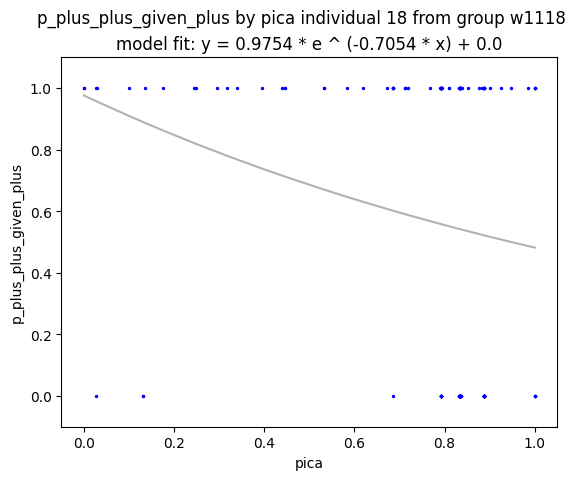 p_plus_plus_given_plus by pica individual 18 from group w1118
model fit: y = 0.9754 * e ^ (-0.7054 * x) + 0.0
1.0
0.8
0.6
0.4
0.2
0.0
p_plus_plus_given_plus
0.0 0.2 0.4 0.6 0.8 1.0
pica